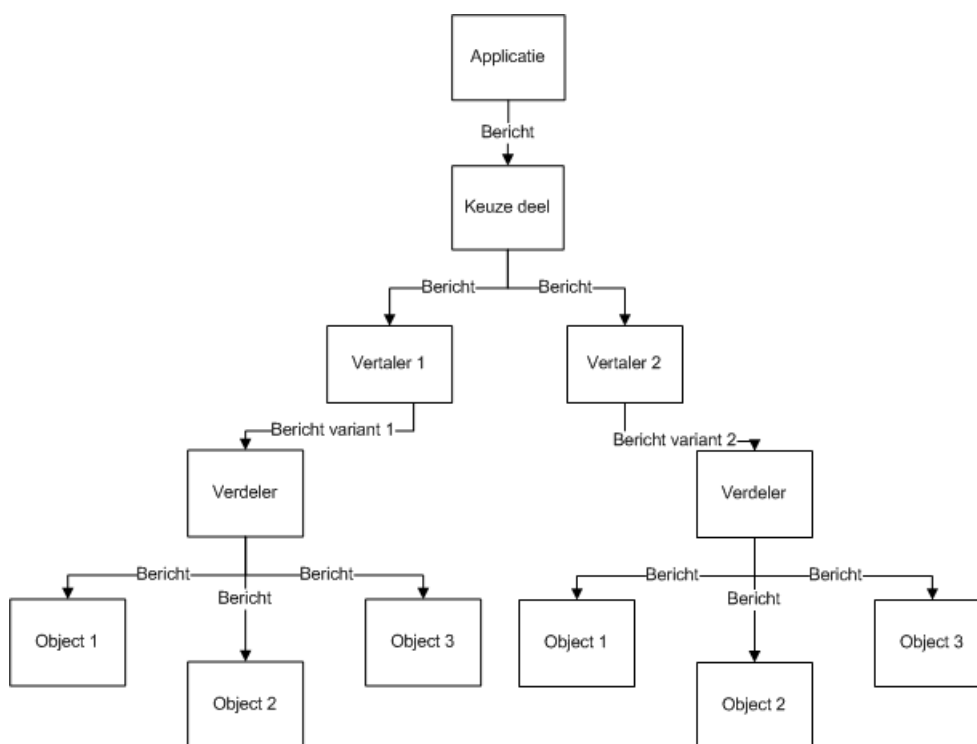 Applicatie
Bericht
Keuze deel
Bericht
Bericht
Vertaler 1
Vertaler 2
Bericht variant 1
Bericht variant 2
Verdeler
Verdeler
Bericht
Bericht
Bericht
Bericht
Bericht
Bericht
Object 1
Object 3
Object 1
Object 3
Object 2
Object 2